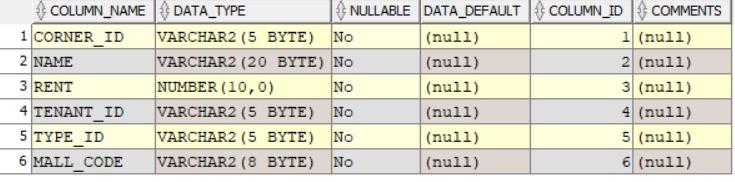 COLUMN_NAME DATA_TYPE NULLABLE DATA_DEFAULT COLUMN_ID COMMENTS
1 CORNER_ID VARCHAR2(5 BYTE) No (null) 1 (null)
2 NAME VARCHAR2(20 BYTE) No (null) 2 (null)
3 RENT NUMBER(10,0) No (null) 3 (null)
4 TENANT_ID VARCHAR2(5 BYTE) No (null) 4 (null)
5 TYPE_ID VARCHAR2(5 BYTE) No (null) 5 (null)
6 MALL_CODE VARCHAR2(8 BYTE) No (null) 6 (null)